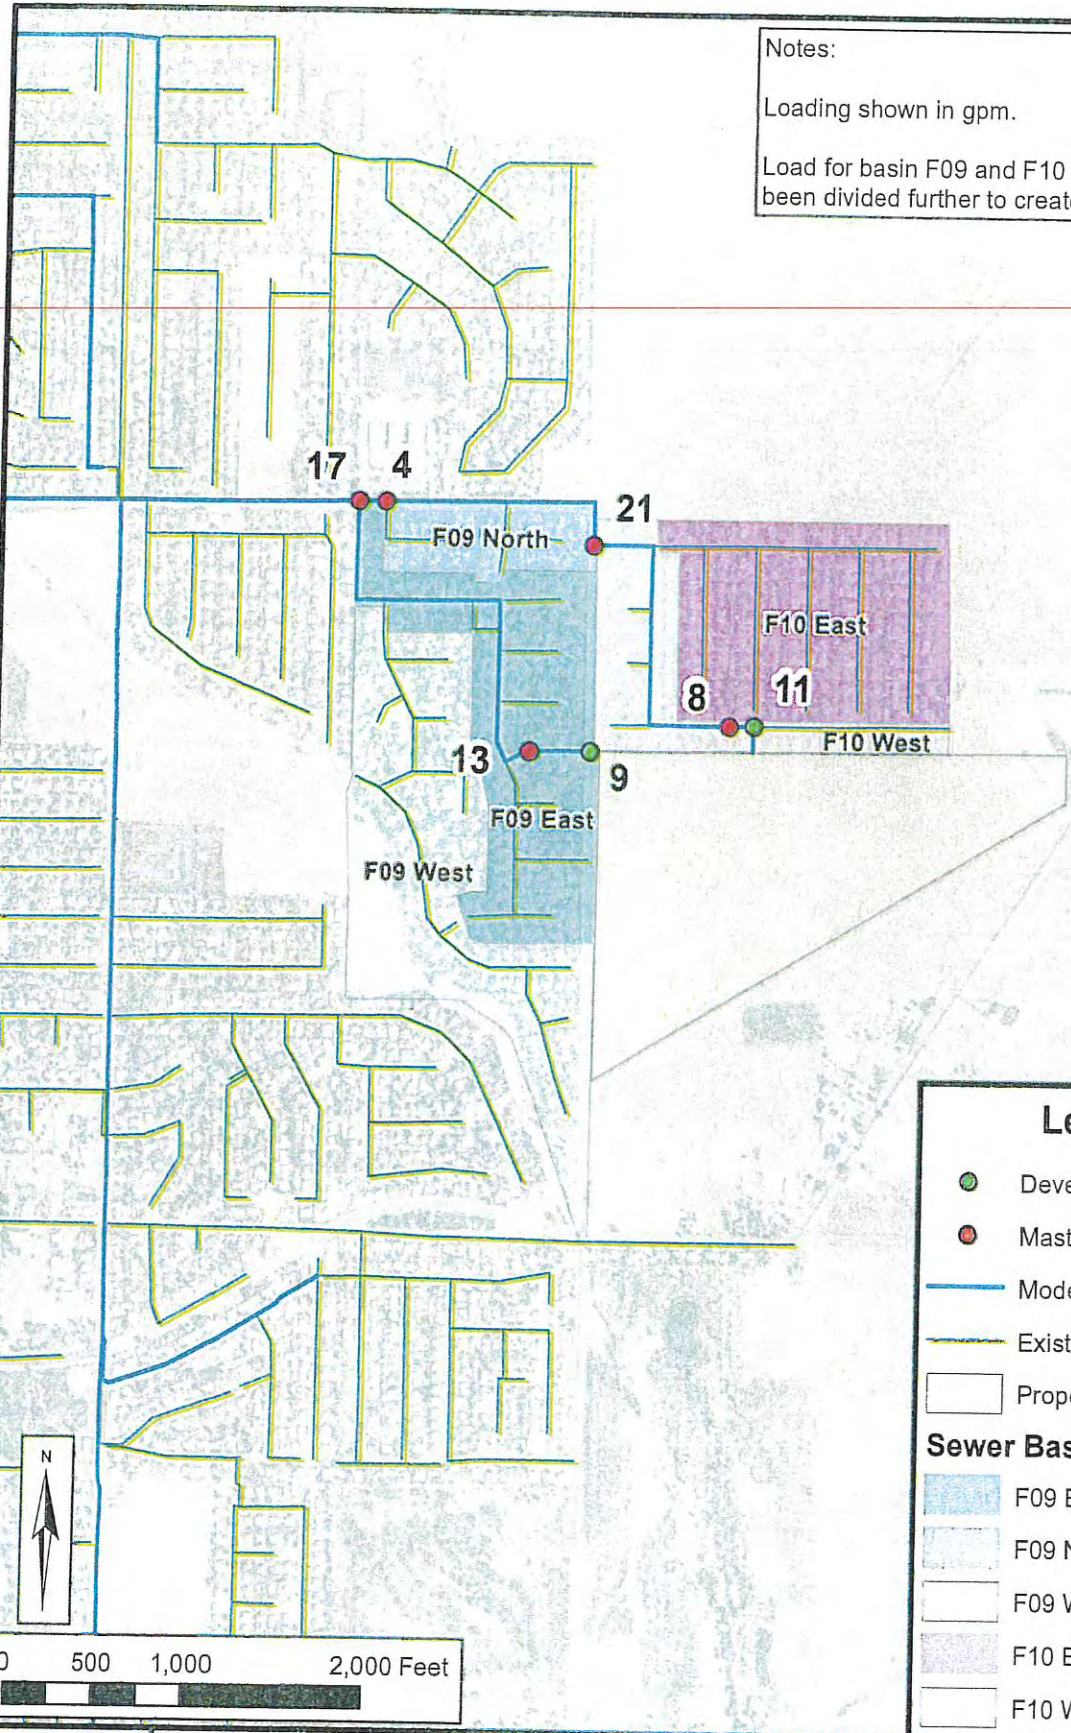 Notes:
Loading shown in gpm.
Load for basin F09 and F10
been divided further to create
17
4
21
F09 North
F10 East
8
11
F10 West
13
9
F09 East
F09 West
Le
Deve
Mast
Mode
Exist
Prope
Sewer Bas
F09 E
F09 N
F09 W
F10 E
F10 W
N
0 500 1,000 2,000 Feet